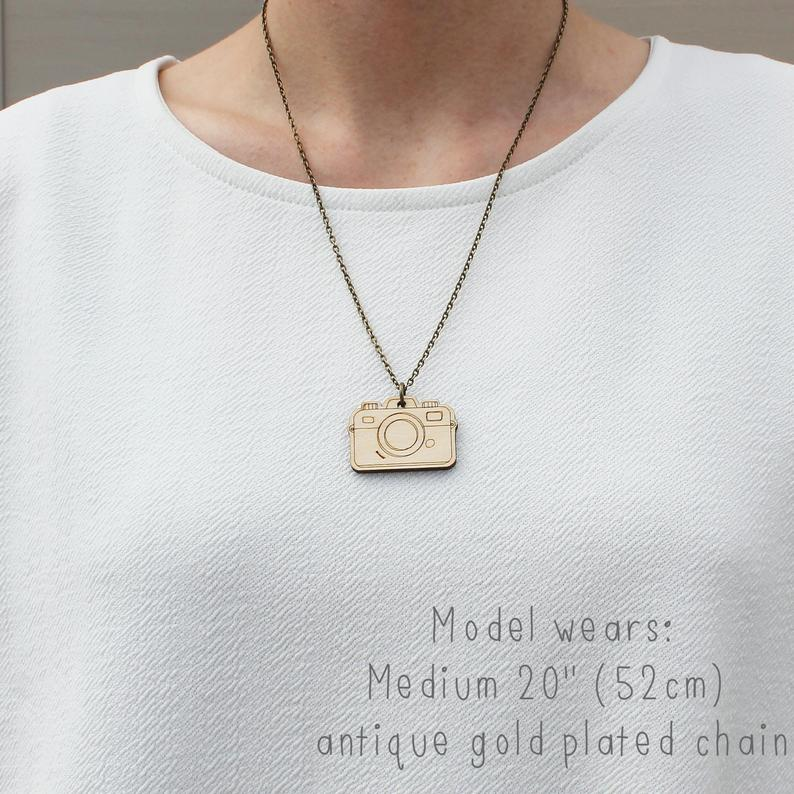 Model wears:
Medium 20" (52cm)
antique gold plated chain